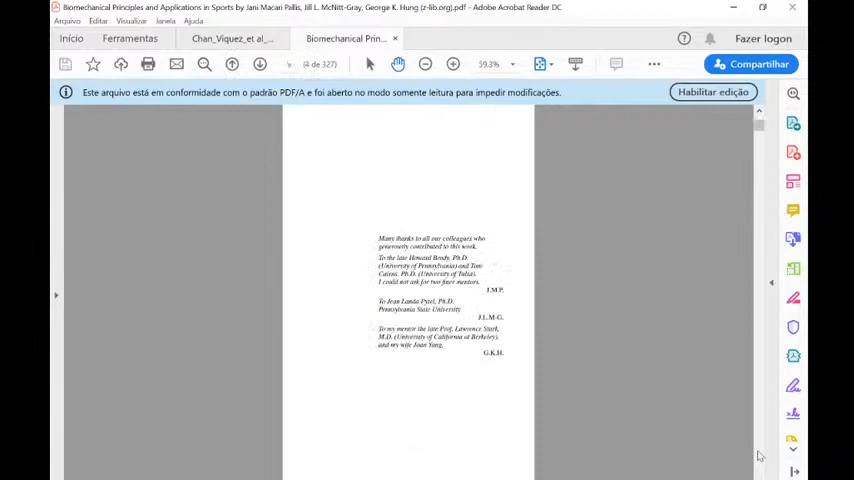 Biomechanical Principles and Applications in Sports by Jani Macari Pallis, Jill L. McNitt-Gray, George K. Hung (z-lib.org).pdf - Adobe Acrobat Reader DC
Arquivo Editar Visualizar Janela Ajuda
Início Ferramentas Chan_Víquez_et al_... Biomechanical Prin... ×
Fazer logon
(4 de 327) 59.3% Compartilhar
Este arquivo está em conformidade com o padrão PDF/A e foi aberto no modo somente leitura para impedir modificações. Habilitar edição
Many thanks to all our colleagues who
generously contributed to this work.
To the late Howard Brody, Ph.D.
(University of Pennsylvania) and Tom
Cairns, Ph.D. (University of Tulsa).
I could not ask for two finer mentors.
J.M.P.
To Jean Landa Pytel, Ph.D.
Pennsylvania State University
J.L.M-G.
To my mentor the late Prof. Lawrence Stark,
M.D. (University of California at Berkeley),
and my wife Joan Yang.
G.K.H.